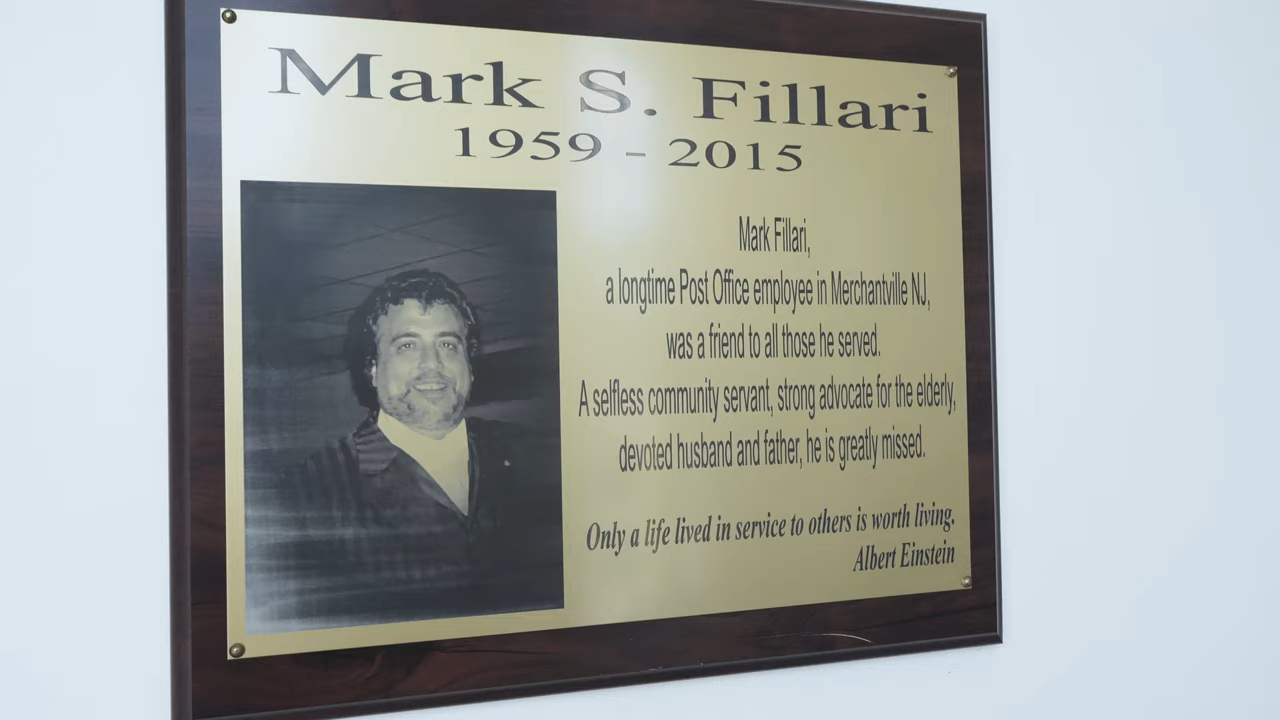 Mark S. Fillari
1959 - 2015
Mark Fillari,
a longtime Post Office employee in Merchantville NJ,
was a friend to all those he served.
A selfless community servant, strong advocate for the elderly,
devoted husband and father, he is greatly missed.
Only a life lived in service to others is worth living.
Albert Einstein